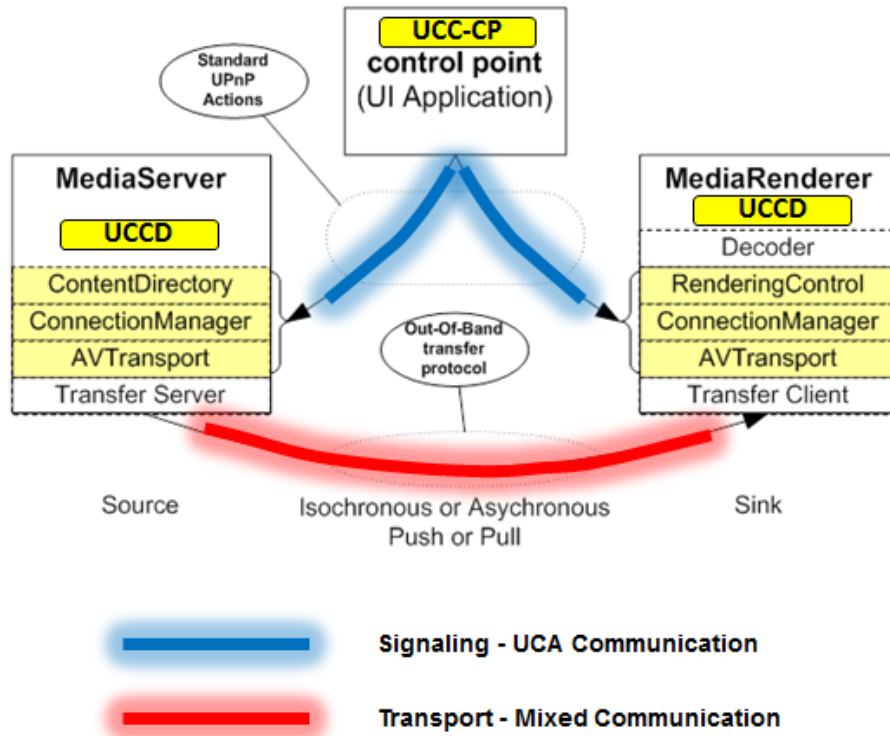 UCC-CP
control point
(UI Application)
Standard
UPnP
Actions
MediaServer
UCCD
ContentDirectory
ConnectionManager
AVTransport
Transfer Server
MediaRenderer
UCCD
Decoder
RenderingControl
ConnectionManager
AVTransport
Transfer Client
Out-Of-Band
transfer
protocol
Source
Isochronous or Asychronous
Push or Pull
Sink
Signaling - UCA Communication
Transport - Mixed Communication